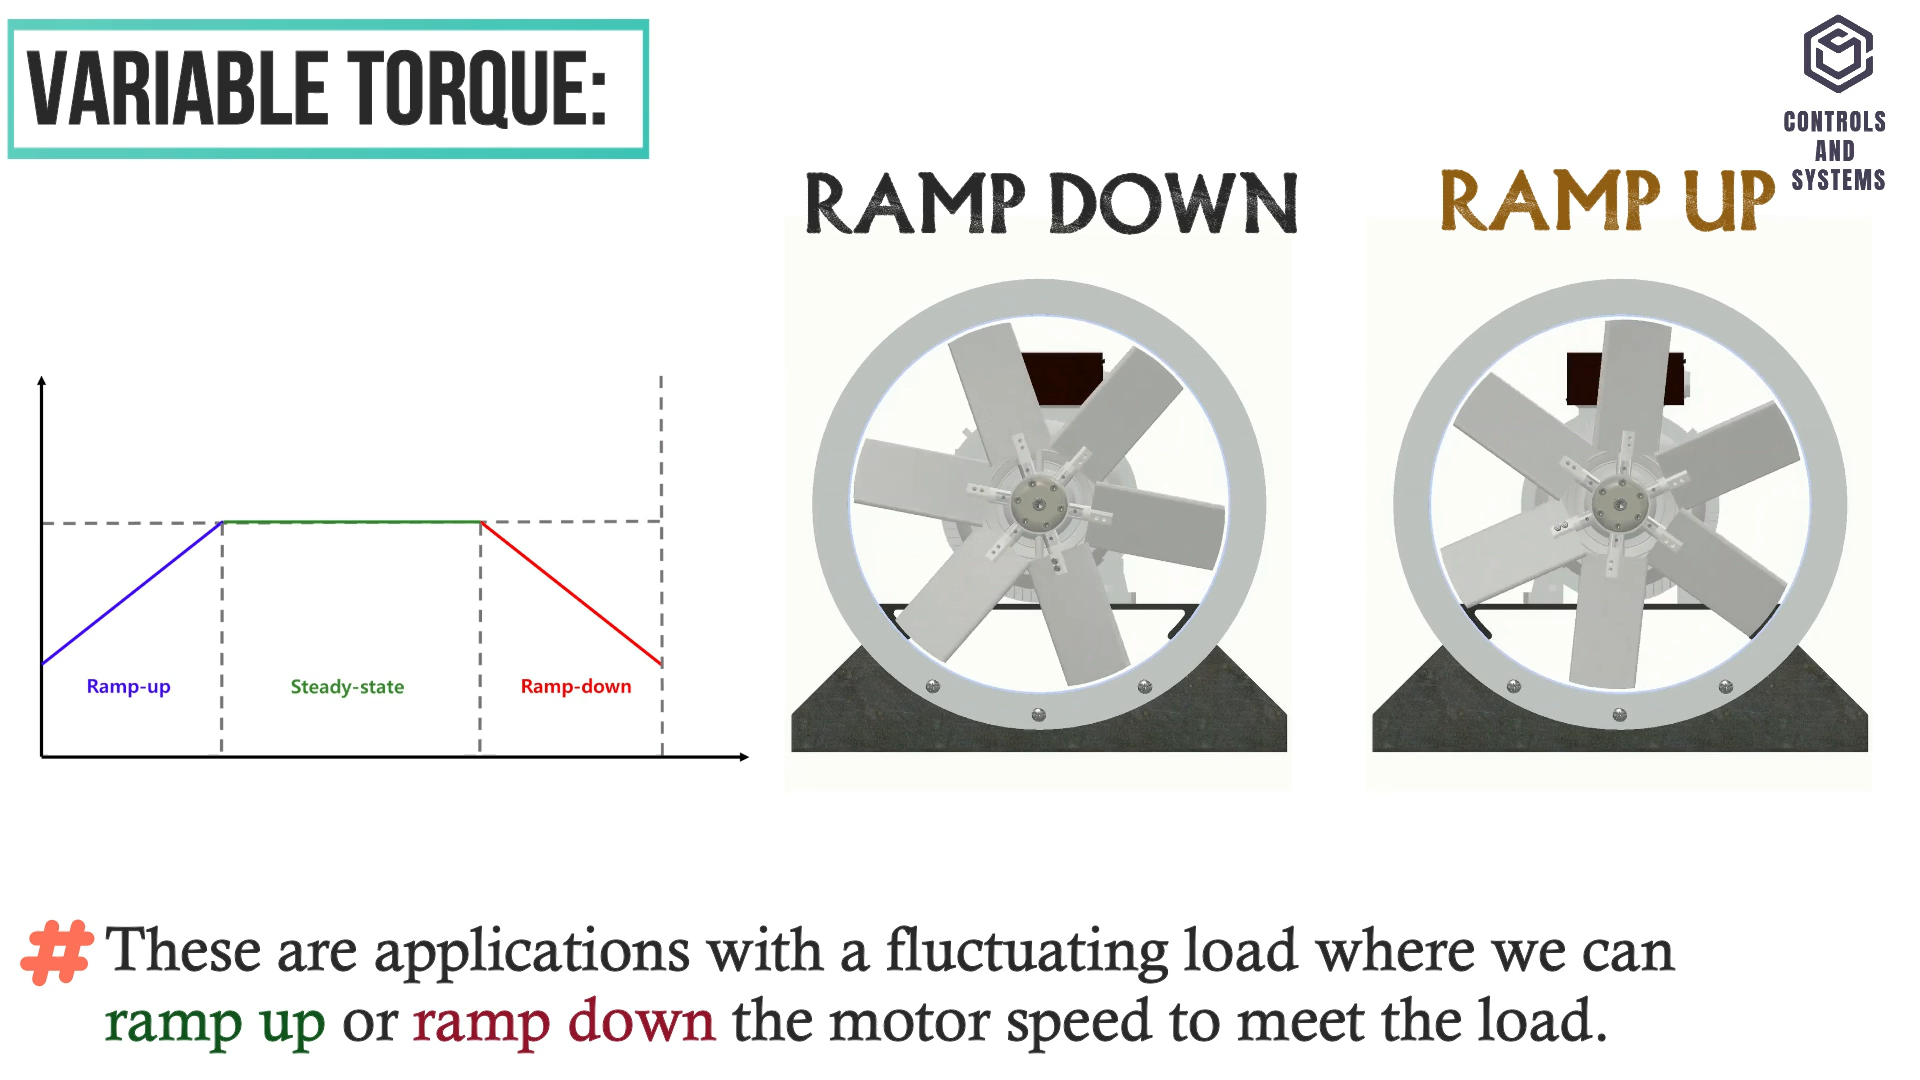 VARIABLE TORQUE:
CONTROLS
AND
SYSTEMS
RAMP DOWN
RAMP UP
Ramp-up
Steady-state
Ramp-down
# These are applications with a fluctuating load where we can
ramp up or ramp down the motor speed to meet the load.